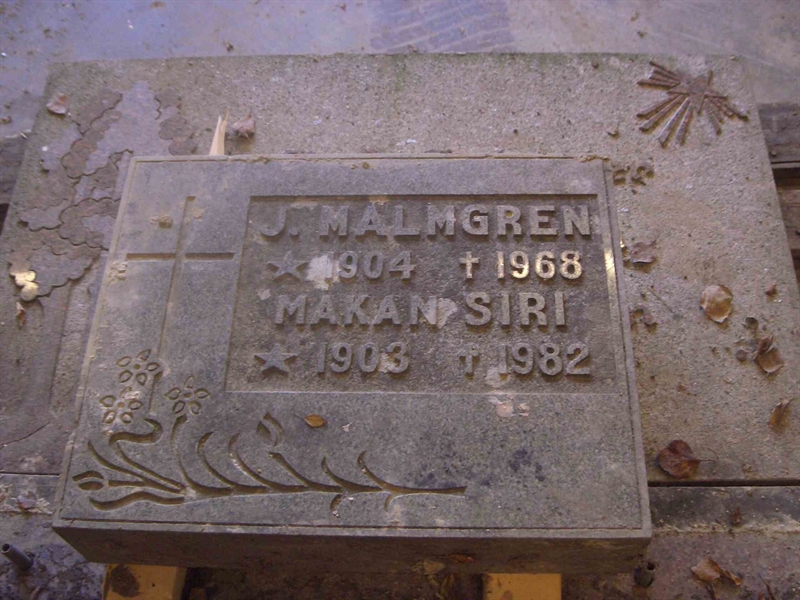 J. MALMGREN
★ 1904 † 1968
MAKAN SIRI
★ 1903 † 1982